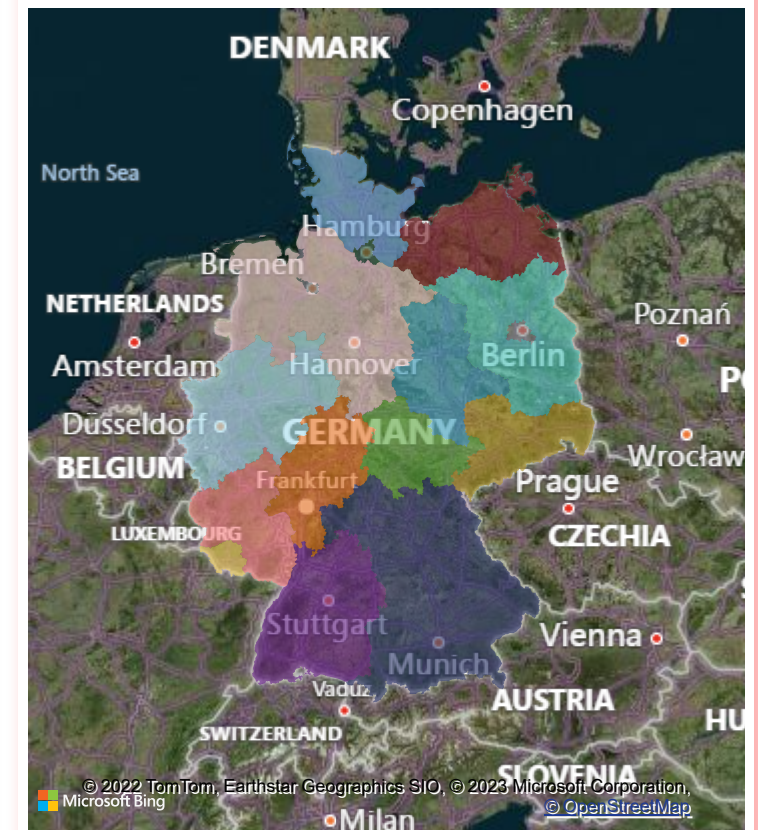 DENMARK
Copenhagen
North Sea
Hamburg
Bremen
NETHERLANDS
Poznań
Amsterdam
Hannover
Berlin
Düsseldorf
GERMANY
BELGIUM
Wrocław
Frankfurt
Prague
LUXEMBOURG
CZECHIA
Stuttgart
Vienna
Munich
Vaduz
AUSTRIA
SWITZERLAND
HU
SLOVENIA
© 2022 TomTom, Earthstar Geographics SIO, © 2023 Microsoft Corporation,
Microsoft Bing
© OpenStreetMap
Milan